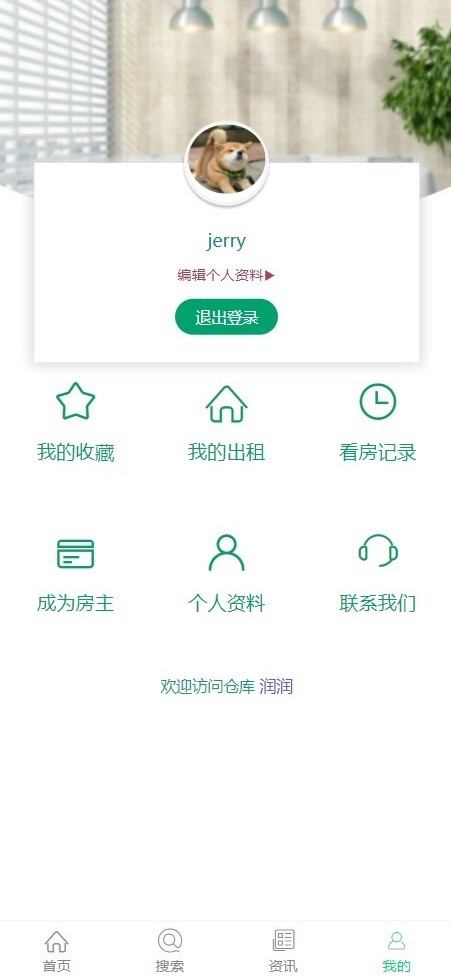 jerry
编辑个人资料▶
退出登录
我的收藏 我的出租 看房记录
成为房主 个人资料 联系我们
欢迎访问仓库 润润
首页 搜索 资讯 我的